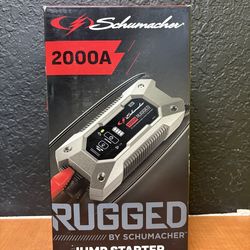 Schumacher
2000A
RUGGED
BY SCHUMACHER
JUMP STARTER